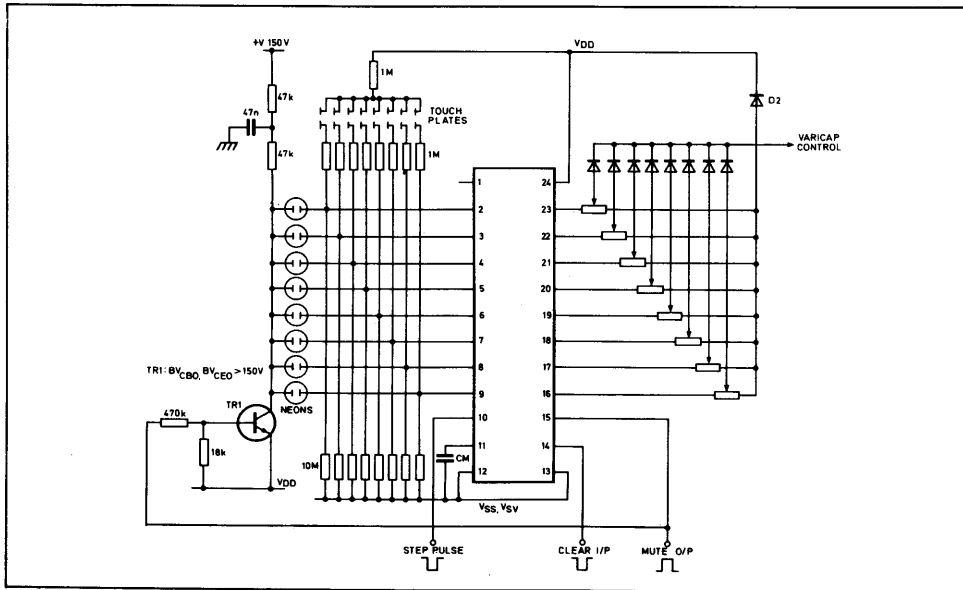 +V 150V
VDD
1M
47k
D2
47n
TOUCH
PLATES
VARICAP
CONTROL
47k
1M
1
24
2
23
3
22
4
21
5
20
6
19
7
18
8
17
TR1: BVCBO, BVCEO > 150V
9
16
NEONS
TR1
470k
10
15
18k
11
14
CM
10M
12
13
VDD
VSS, VSV
STEP PULSE
CLEAR I/P
MUTE O/P